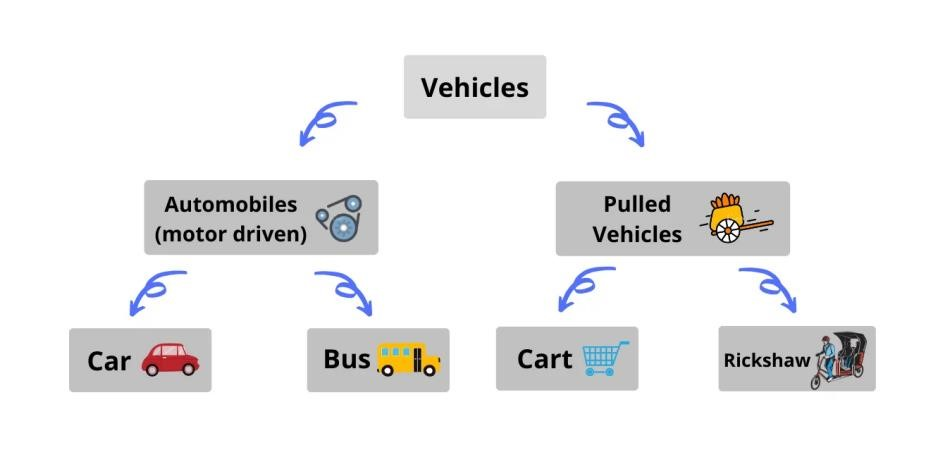 Vehicles
Automobiles
(motor driven)
Pulled
Vehicles
Car
Bus
Cart
Rickshaw